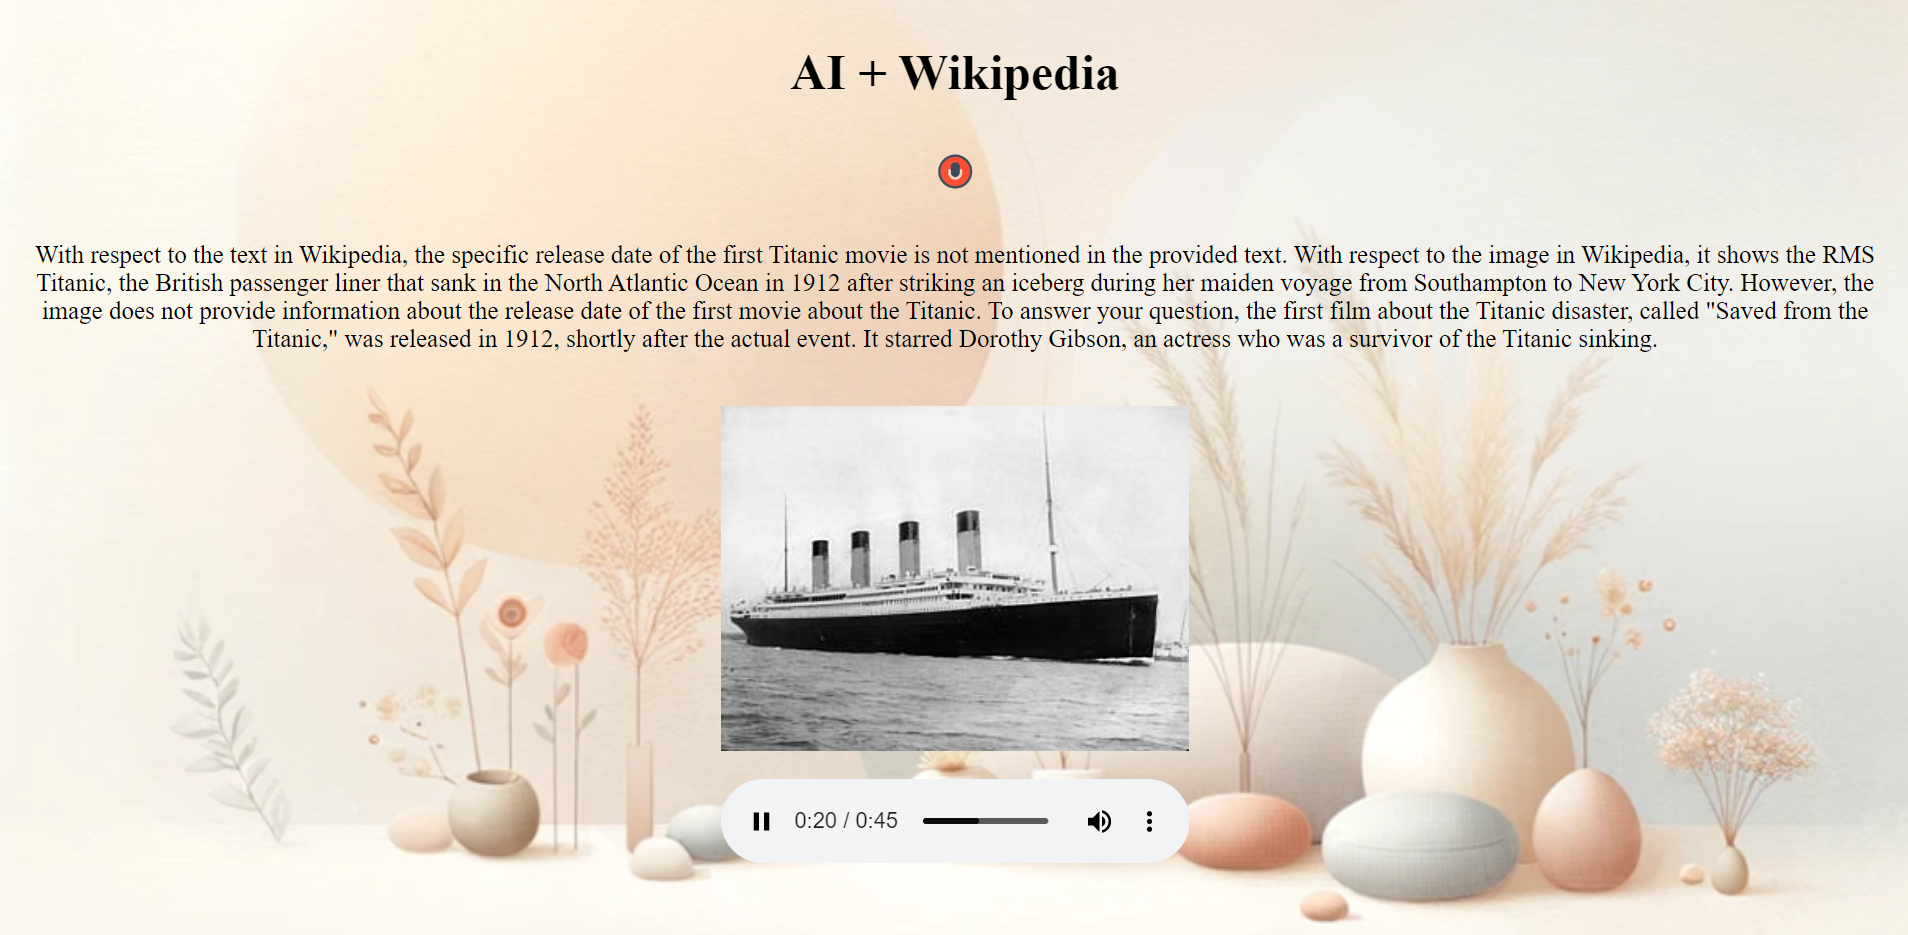 AI + Wikipedia
With respect to the text in Wikipedia, the specific release date of the first Titanic movie is not mentioned in the provided text. With respect to the image in Wikipedia, it shows the RMS
Titanic, the British passenger liner that sank in the North Atlantic Ocean in 1912 after striking an iceberg during her maiden voyage from Southampton to New York City. However, the
image does not provide information about the release date of the first movie about the Titanic. To answer your question, the first film about the Titanic disaster, called "Saved from the
Titanic," was released in 1912, shortly after the actual event. It starred Dorothy Gibson, an actress who was a survivor of the Titanic sinking.
0:20 / 0:45